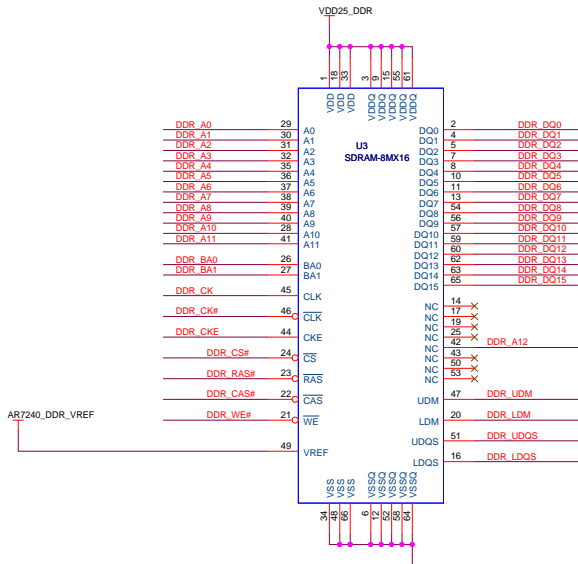 VDD25_DDR
1 18 33 3 9 15 55 61
VDD VDD VDD VDDQ VDDQ VDDQ VDDQ VDDQ
U3
SDRAM-8MX16
DDR_A0 29 A0 DQ0 2 DDR_DQ0
DDR_A1 30 A1 DQ1 4 DDR_DQ1
DDR_A2 31 A2 DQ2 5 DDR_DQ2
DDR_A3 32 A3 DQ3 7 DDR_DQ3
DDR_A4 35 A4 DQ4 8 DDR_DQ4
DDR_A5 36 A5 DQ5 10 DDR_DQ5
DDR_A6 37 A6 DQ6 11 DDR_DQ6
DDR_A7 38 A7 DQ7 13 DDR_DQ7
DDR_A8 39 A8 DQ8 54 DDR_DQ8
DDR_A9 40 A9 DQ9 56 DDR_DQ9
DDR_A10 28 A10 DQ10 57 DDR_DQ10
DDR_A11 41 A11 DQ11 59 DDR_DQ11
DQ12 60 DDR_DQ12
DDR_BA0 26 BA0 DQ13 62 DDR_DQ13
DDR_BA1 27 BA1 DQ14 63 DDR_DQ14
DQ15 65 DDR_DQ15
DDR_CK 45 CLK
NC 14
DDR_CK# 46 CLK NC 17
NC 19
DDR_CKE 44 CKE NC 25
NC 42 DDR_A12
DDR_CS# 24 CS NC 43
NC 50
DDR_RAS# 23 RAS NC 53
DDR_CAS# 22 CAS UDM 47 DDR_UDM
DDR_WE# 21 WE LDM 20 DDR_LDM
AR7240_DDR_VREF
UDQS 51 DDR_UDQS
49 VREF
LDQS 16 DDR_LDQS
VSS VSS VSS VSSQ VSSQ VSSQ VSSQ VSSQ
34 48 66 6 12 52 58 64